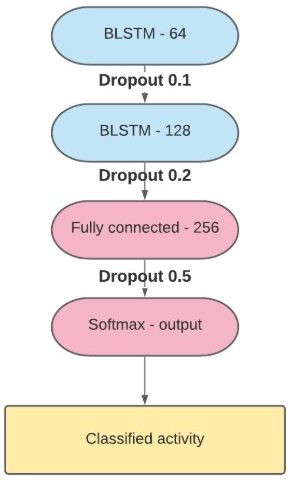 BLSTM - 64
Dropout 0.1
BLSTM - 128
Dropout 0.2
Fully connected - 256
Dropout 0.5
Softmax - output
Classified activity